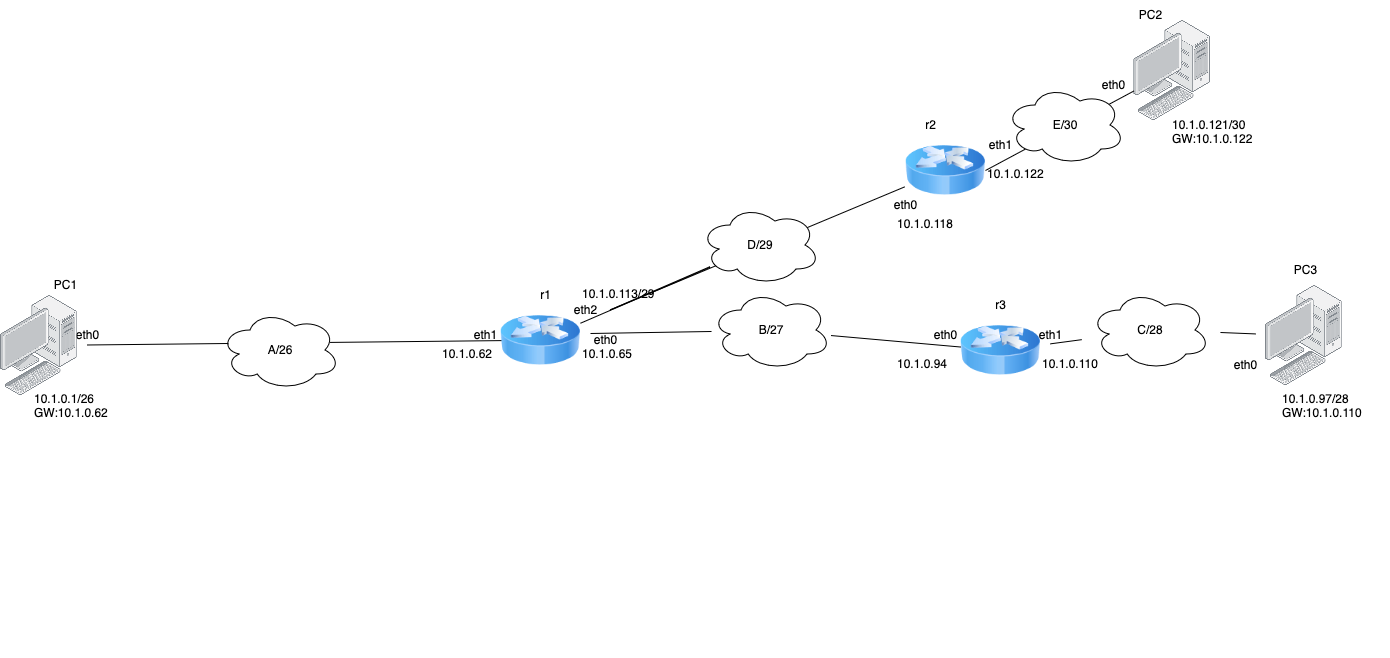 PC2
eth0
E/30
10.1.0.121/30
GW:10.1.0.122
r2
eth1
10.1.0.122
eth0
10.1.0.118
D/29
PC3
PC1
10.1.0.113/29
r1
eth2
r3
B/27
C/28
eth0
A/26
eth1
10.1.0.62
eth0
10.1.0.65
eth0
10.1.0.94
eth1
10.1.0.110
eth0
10.1.0.1/26
GW:10.1.0.62
10.1.0.97/28
GW:10.1.0.110